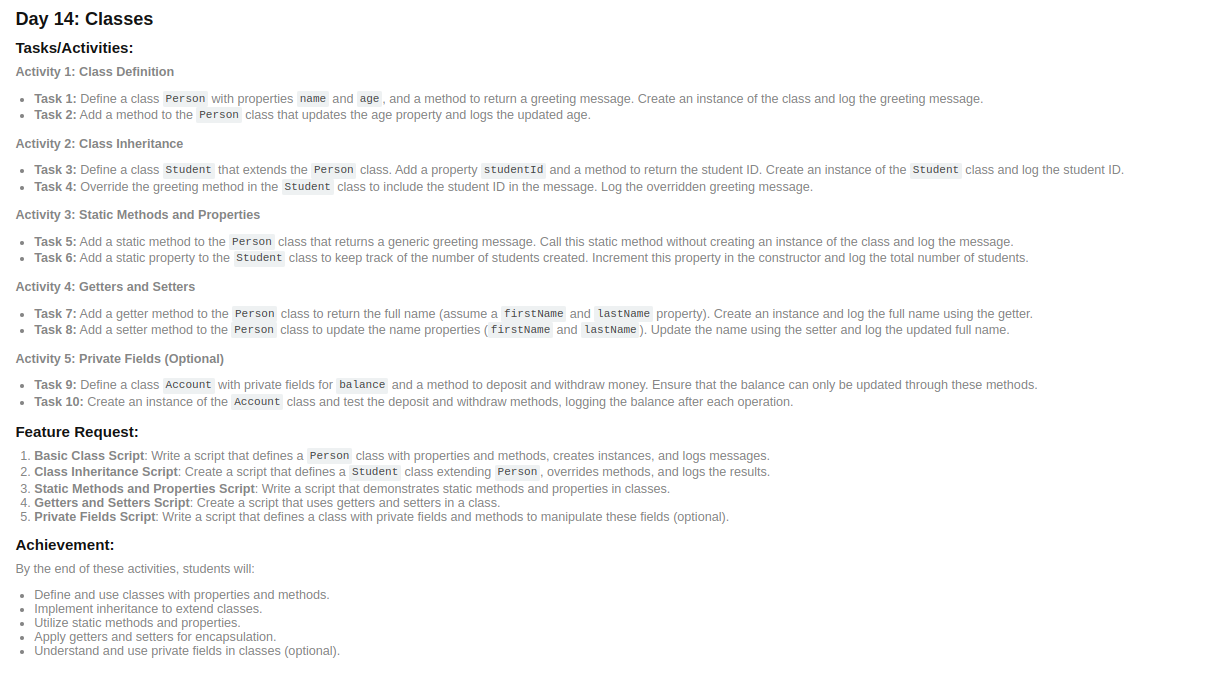 Day 14: Classes
Tasks/Activities:
Activity 1: Class Definition
• Task 1: Define a class Person with properties name and age, and a method to return a greeting message. Create an instance of the class and log the greeting message.
• Task 2: Add a method to the Person class that updates the age property and logs the updated age.
Activity 2: Class Inheritance
• Task 3: Define a class Student that extends the Person class. Add a property studentId and a method to return the student ID. Create an instance of the Student class and log the student ID.
• Task 4: Override the greeting method in the Student class to include the student ID in the message. Log the overridden greeting message.
Activity 3: Static Methods and Properties
• Task 5: Add a static method to the Person class that returns a generic greeting message. Call this static method without creating an instance of the class and log the message.
• Task 6: Add a static property to the Student class to keep track of the number of students created. Increment this property in the constructor and log the total number of students.
Activity 4: Getters and Setters
• Task 7: Add a getter method to the Person class to return the full name (assume a firstName and lastName property). Create an instance and log the full name using the getter.
• Task 8: Add a setter method to the Person class to update the name properties (firstName and lastName). Update the name using the setter and log the updated full name.
Activity 5: Private Fields (Optional)
• Task 9: Define a class Account with private fields for balance and a method to deposit and withdraw money. Ensure that the balance can only be updated through these methods.
• Task 10: Create an instance of the Account class and test the deposit and withdraw methods, logging the balance after each operation.
Feature Request:
1. Basic Class Script: Write a script that defines a Person class with properties and methods, creates instances, and logs messages.
2. Class Inheritance Script: Create a script that defines a Student class extending Person, overrides methods, and logs the results.
3. Static Methods and Properties Script: Write a script that demonstrates static methods and properties in classes.
4. Getters and Setters Script: Create a script that uses getters and setters in a class.
5. Private Fields Script: Write a script that defines a class with private fields and methods to manipulate these fields (optional).
Achievement:
By the end of these activities, students will:
• Define and use classes with properties and methods.
• Implement inheritance to extend classes.
• Utilize static methods and properties.
• Apply getters and setters for encapsulation.
• Understand and use private fields in classes (optional).